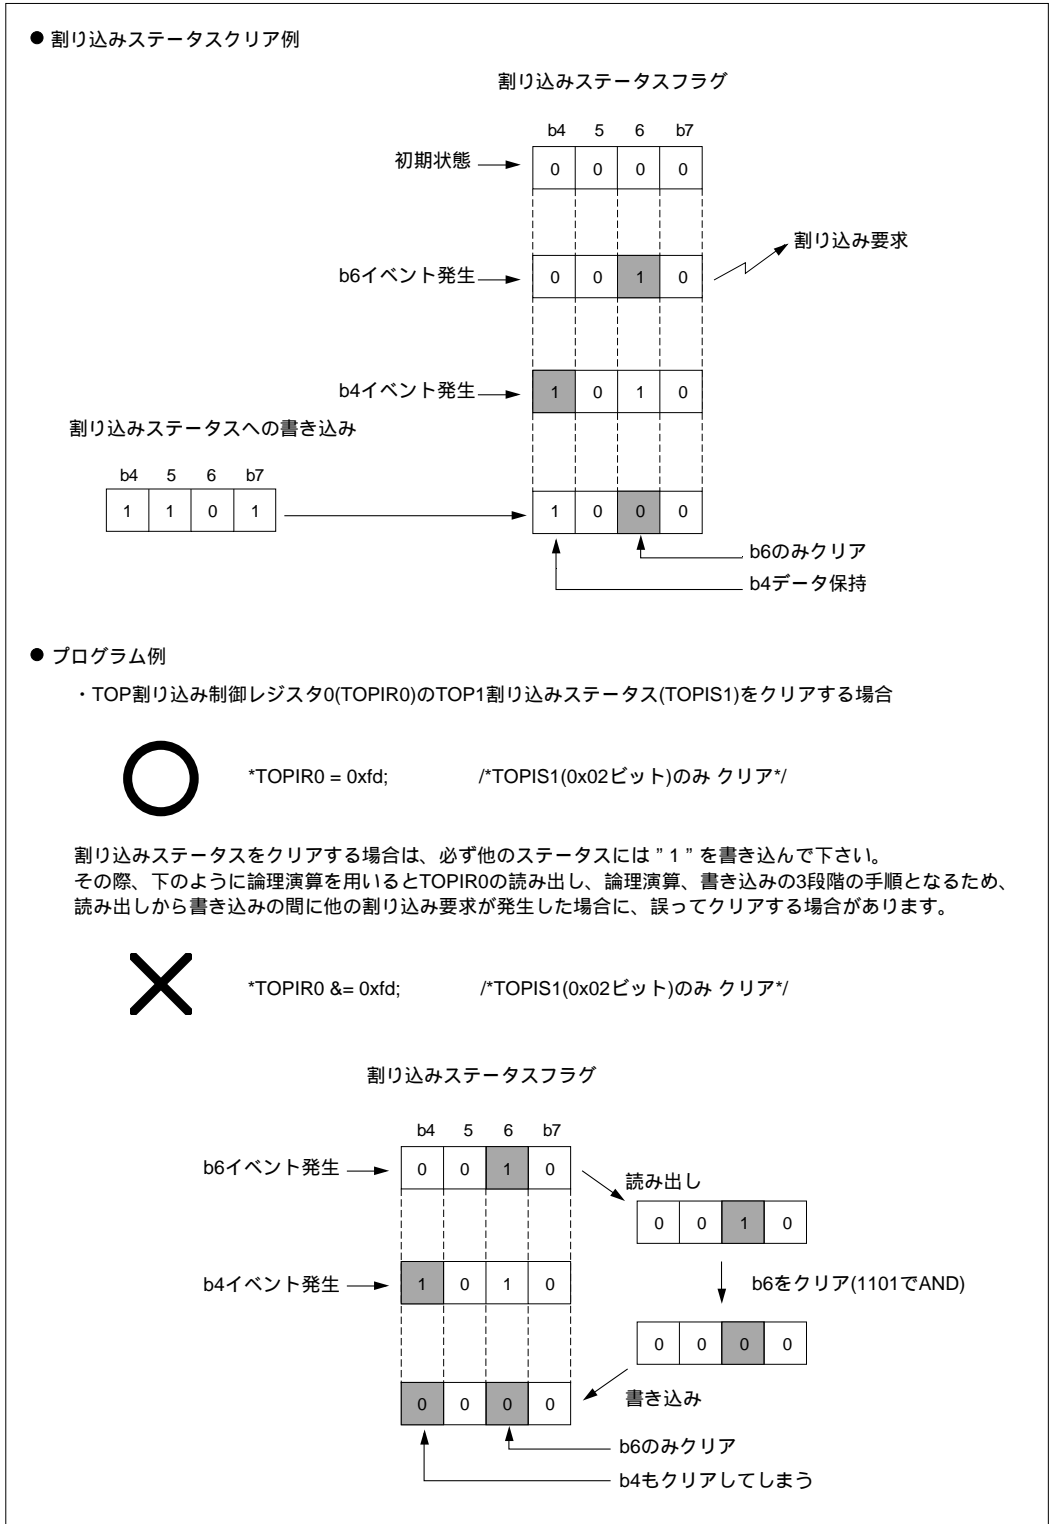 ● 割り込みステータスクリア例
割り込みステータスフラグ
b4 5 6 b7
初期状態 0 0 0 0
割り込み要求
b6イベント発生 0 0 1 0
b4イベント発生 1 0 1 0
割り込みステータスへの書き込み
b4 5 6 b7
1 1 0 1 1 0 0 0
b6のみクリア
b4データ保持
● プログラム例
・TOP割り込み制御レジスタ0(TOPIR0)のTOP1割り込みステータス(TOPIS1)をクリアする場合
*TOPIR0 = 0xfd; /*TOPIS1(0x02ビット)のみ クリア*/
割り込みステータスをクリアする場合は、必ず他のステータスには ” 1 ” を書き込んで下さい。
その際、下のように論理演算を用いるとTOPIR0の読み出し、論理演算、書き込みの3段階の手順となるため、
読み出しから書き込みの間に他の割り込み要求が発生した場合に、誤ってクリアする場合があります。
*TOPIR0 &= 0xfd; /*TOPIS1(0x02ビット)のみ クリア*/
割り込みステータスフラグ
b4 5 6 b7
b6イベント発生 0 0 1 0
読み出し
0 0 1 0
b4イベント発生 1 0 1 0
b6をクリア(1101でAND)
0 0 0 0
書き込み
0 0 0 0
b6のみクリア
b4もクリアしてしまう